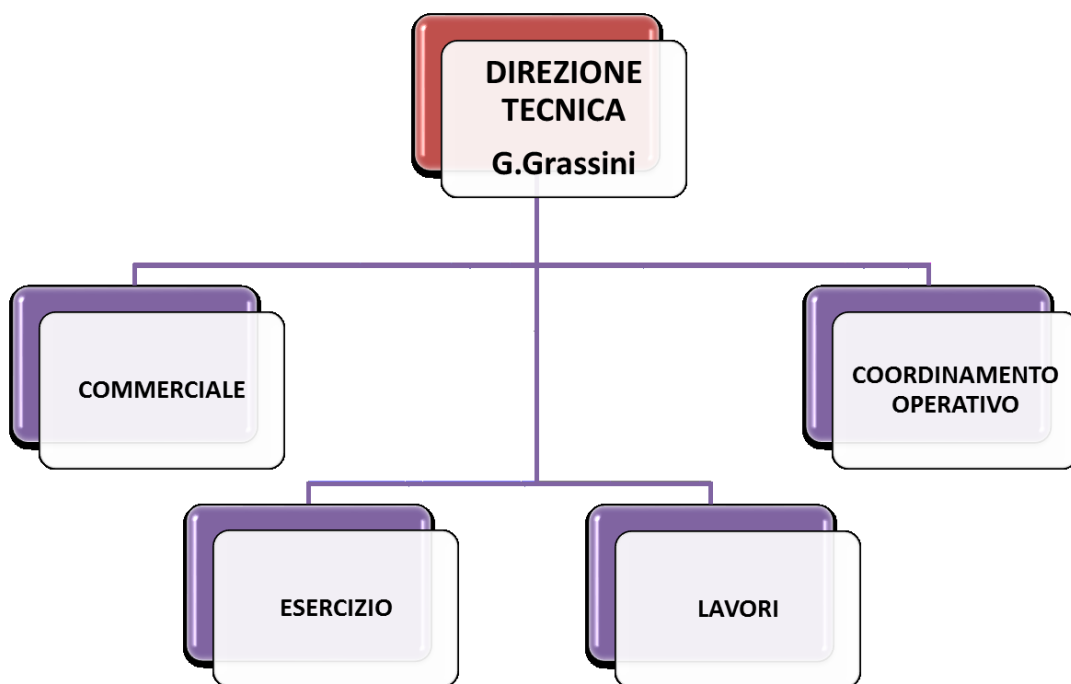 DIREZIONE
TECNICA
G.Grassini
COMMERCIALE
COORDINAMENTO
OPERATIVO
ESERCIZIO
LAVORI